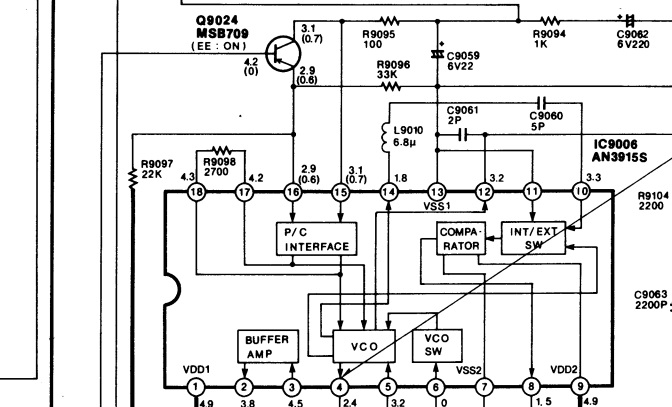 Q9024
MSB709
(EE : ON)
3.1
(0.7)
4.2
(0)
2.9
(0.6)
R9095
100
C9059
6V22
R9094
1K
C9062
6V220
R9096
33K
C9061
2P
C9060
5P
L9010
6.8μ
IC9006
AN3915S
R9097
22K
R9098
2700
4.3
4.2
2.9
(0.6)
3.1
(0.7)
1.8
3.2
3.3
18
17
16
15
14
13
12
11
10
VSS1
R9104
2200
P/C
INTERFACE
COMPA-
RATOR
INT/EXT
SW
C9063
2200P
BUFFER
AMP
VCO
VCO
SW
VDD1
VSS2
VDD2
1
2
3
4
5
6
7
8
9
4.9
3.8
4.5
2.4
3.2
0
1.5
4.9